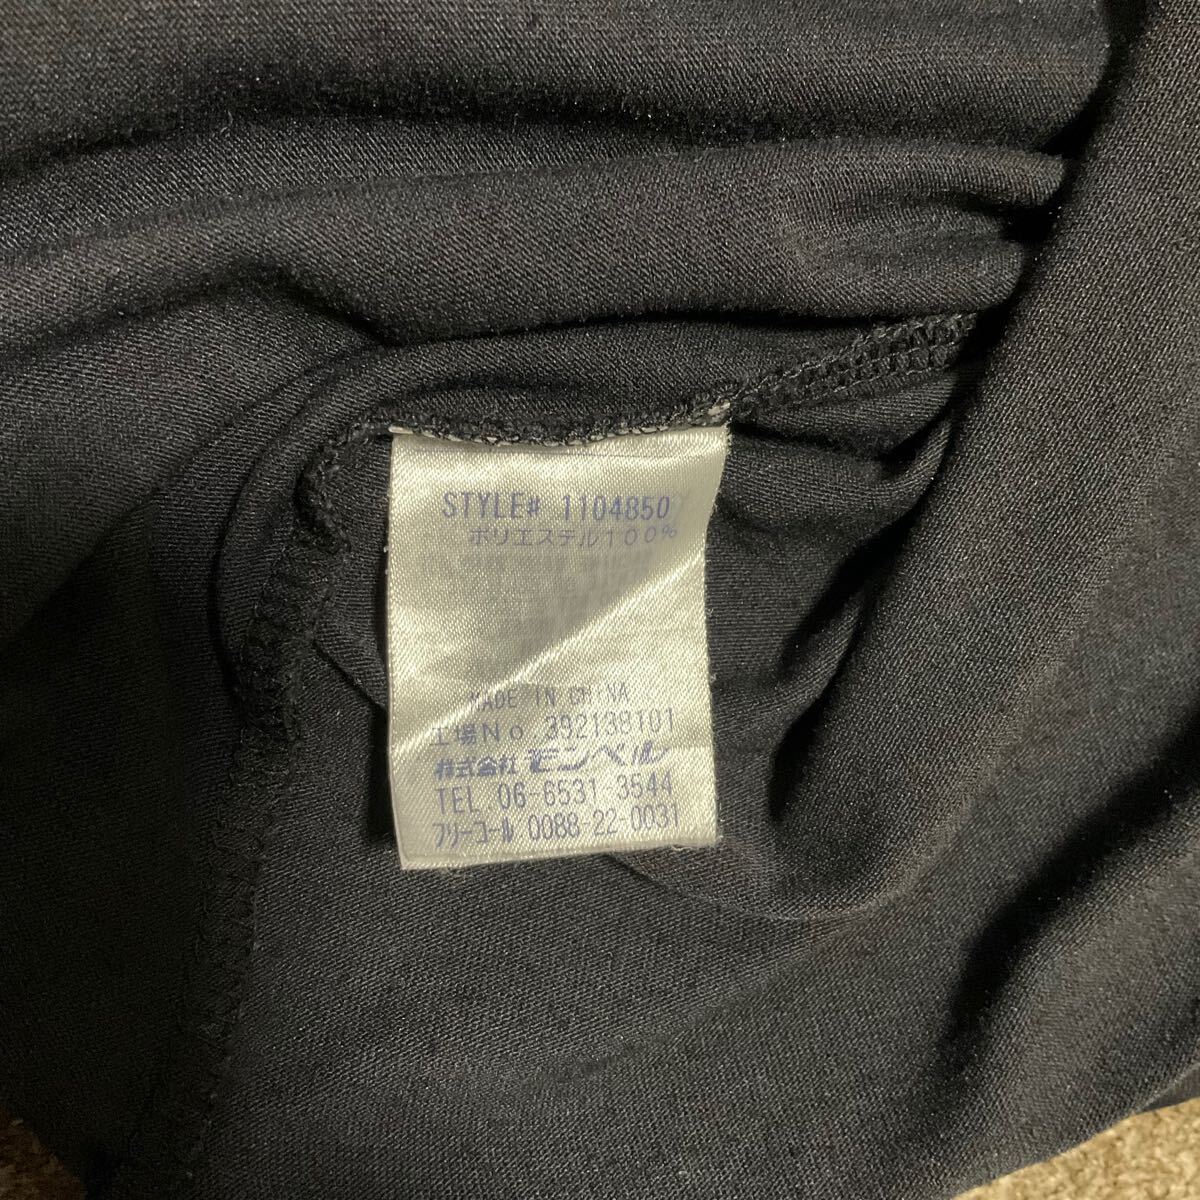 STYLE# 1104850
ポリエステル100%
MADE IN CHINA
工場No.392138101
株式会社 モンベル
TEL 06-6531-3544
フリーコール 0088-22-0031